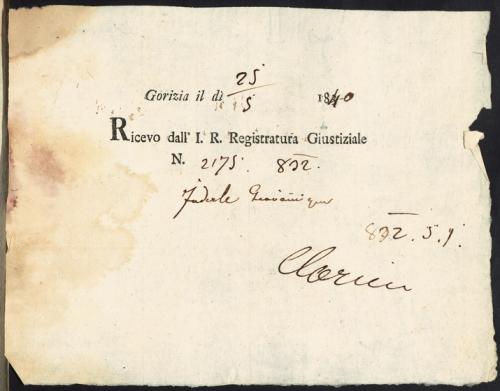 Gorizia il dì 25/5 1840
Ricevo dall' I. R. Registratura Giustiziale
N. 2175. 832.
832. 5. 1.